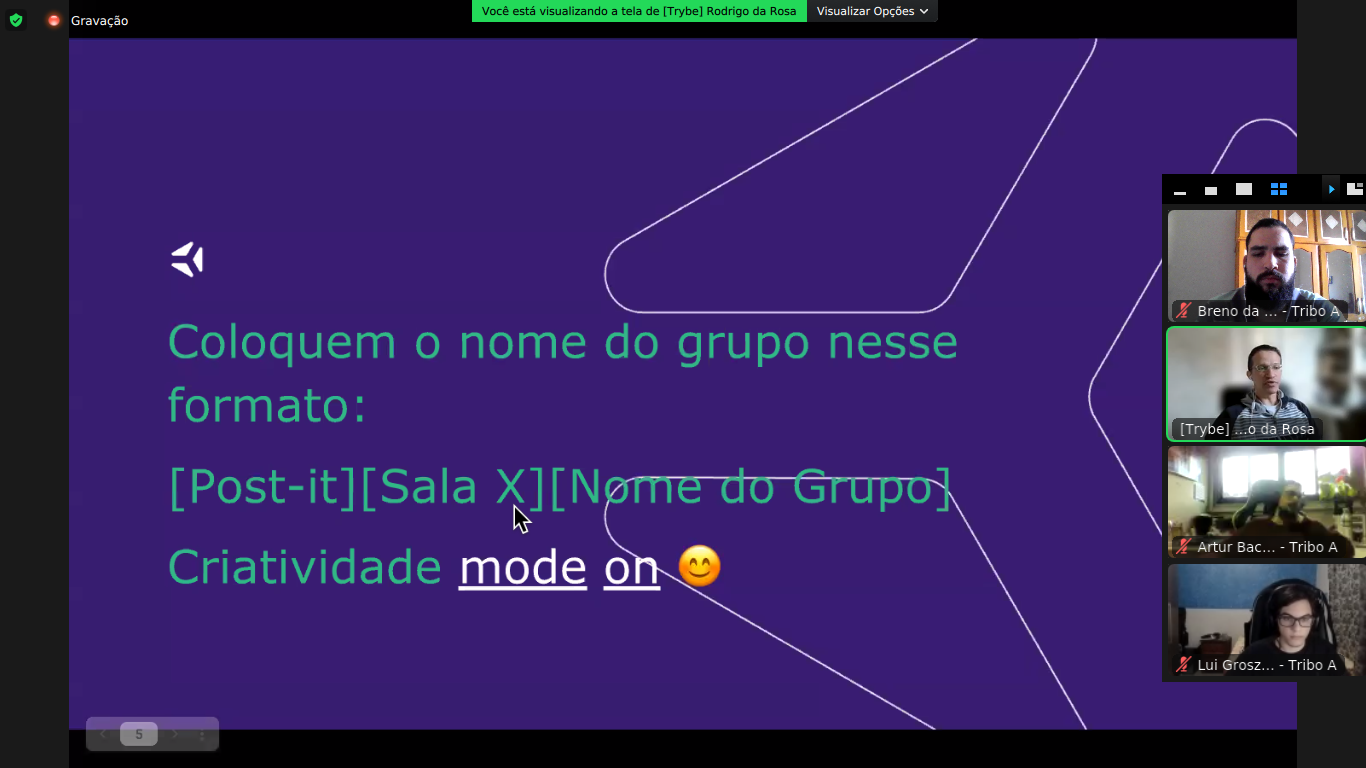 Você está visualizando a tela de [Trybe] Rodrigo da Rosa
Visualizar Opções
Gravação
Coloquem o nome do grupo nesse
formato:
[Post-it][Sala X][Nome do Grupo]
Criatividade mode on 😊
Breno da ... - Tribo A
[Trybe] ...o da Rosa
Artur Bac... - Tribo A
Lui Grosz... - Tribo A
5